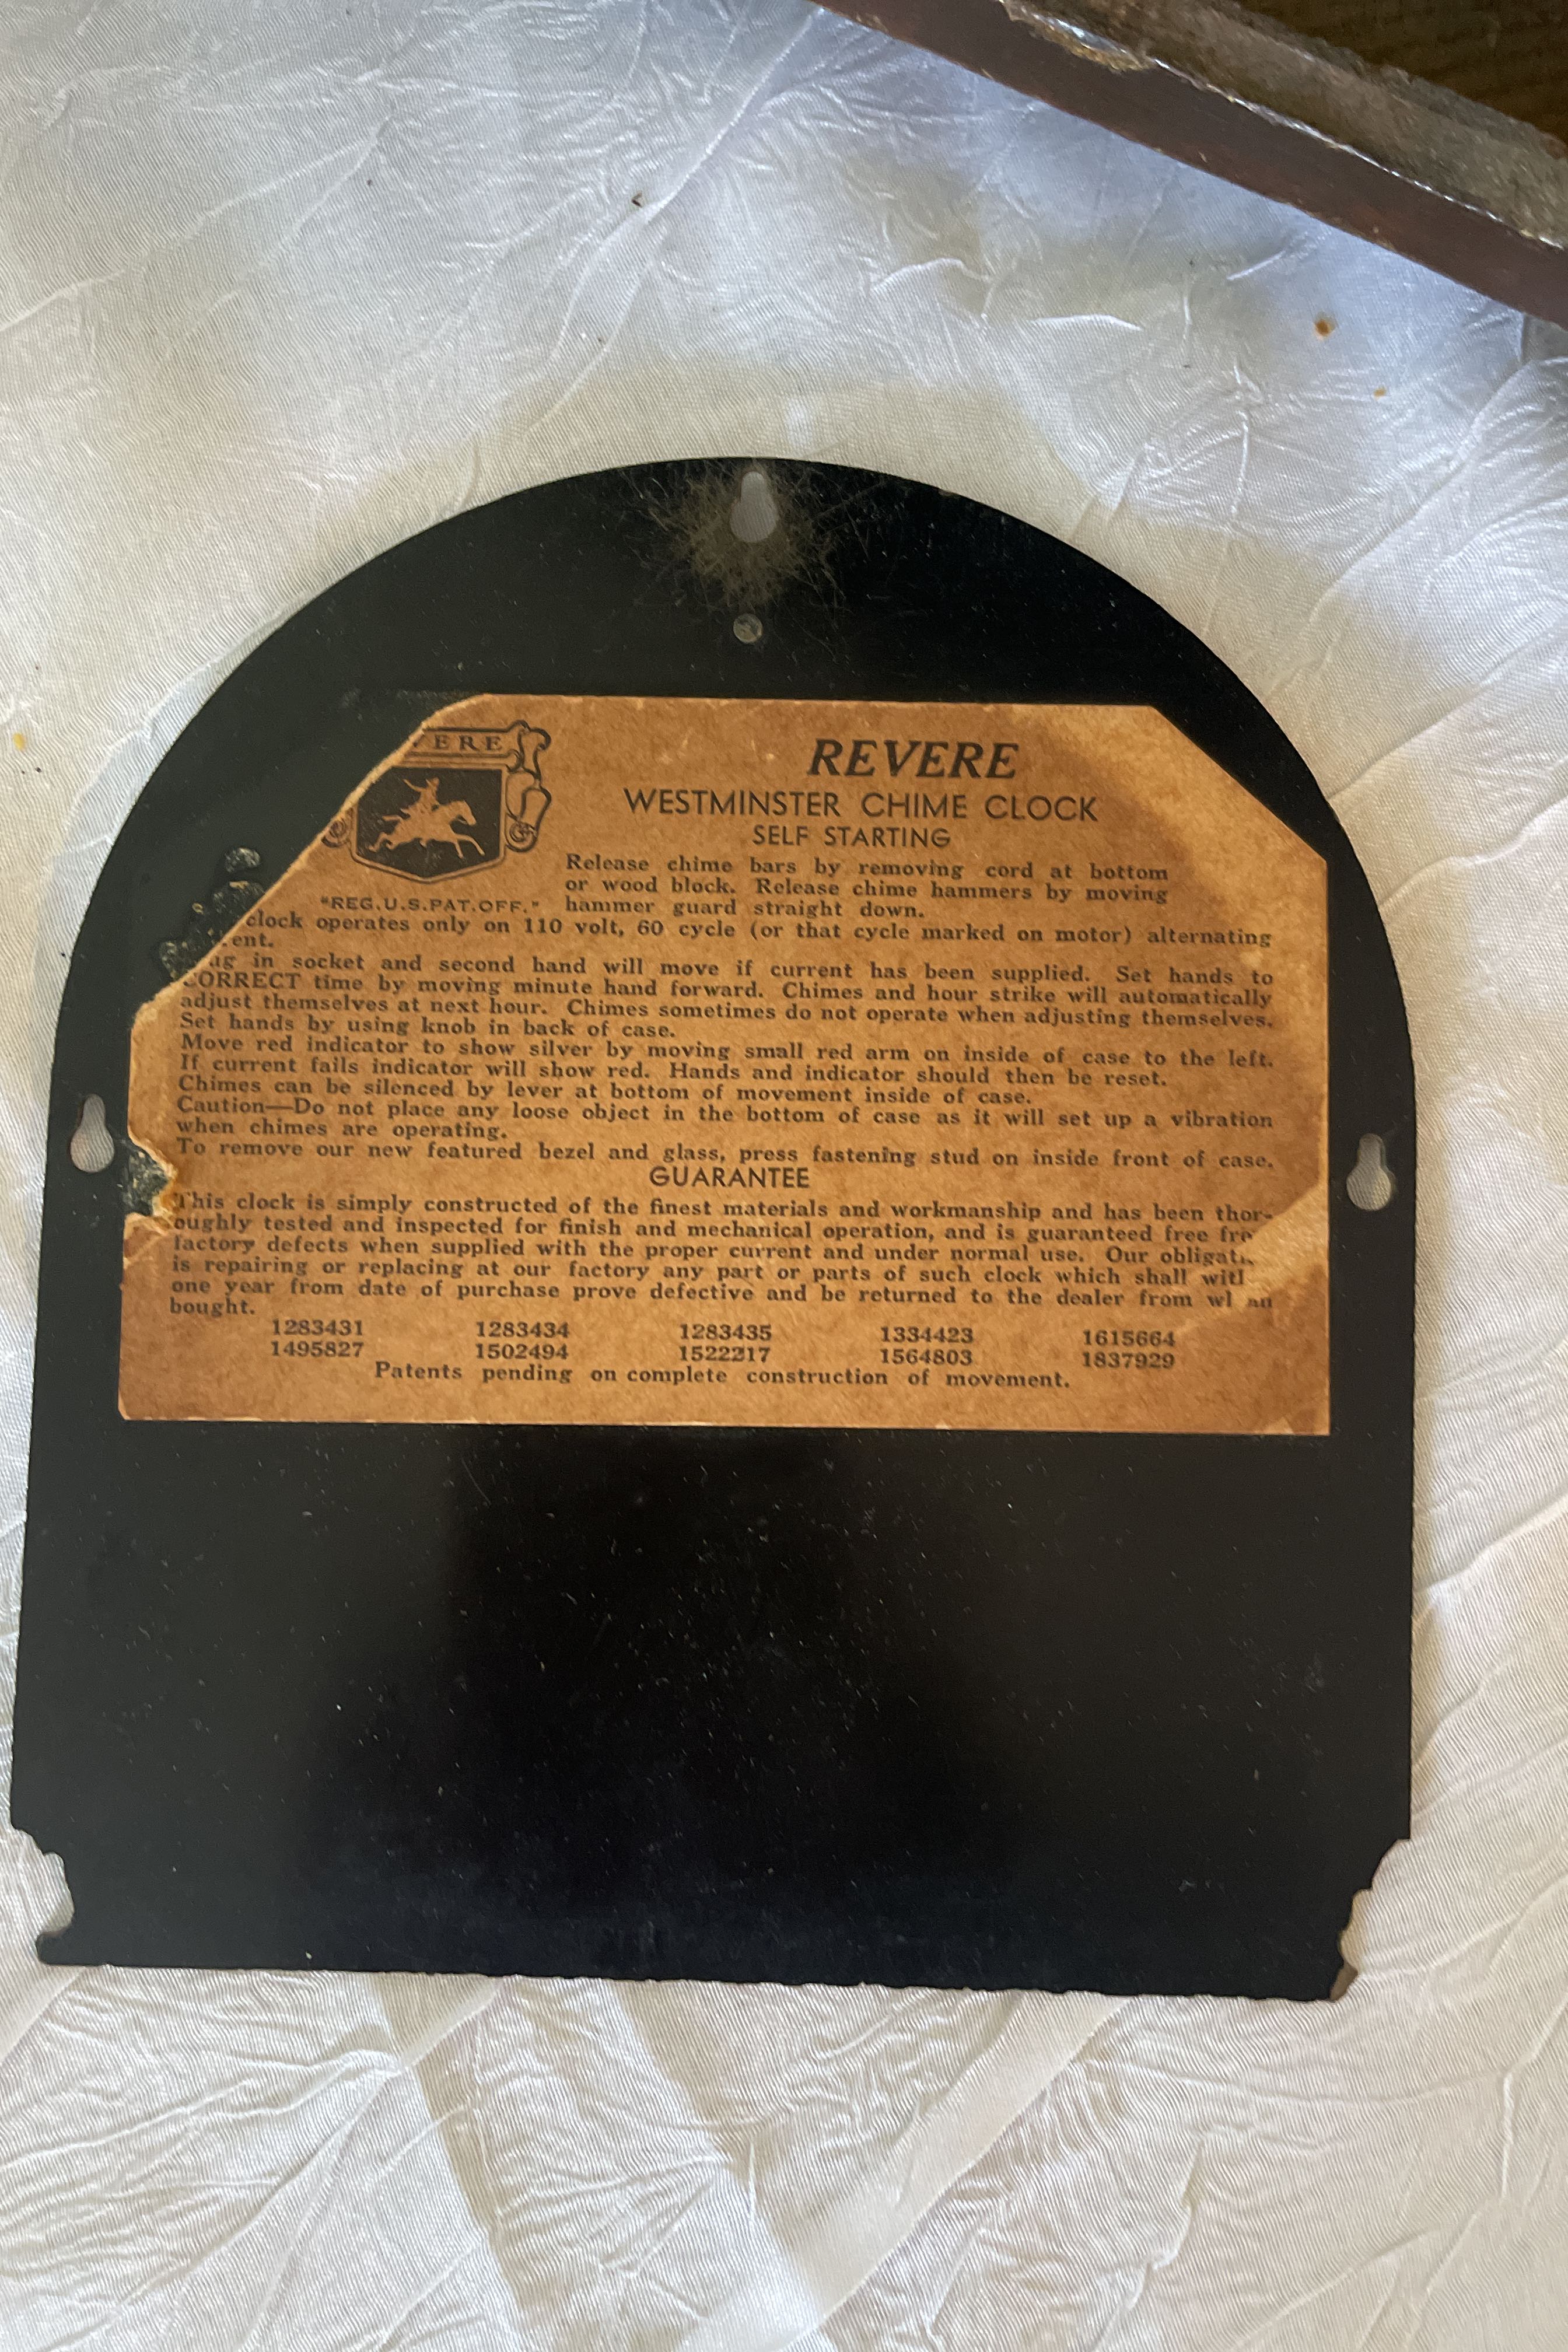 VERE
REVERE
WESTMINSTER CHIME CLOCK
SELF STARTING
Release chime bars by removing cord at bottom
or wood block. Release chime hammers by moving
"REG.U.S.PAT.OFF." hammer guard straight down.
clock operates only on 110 volt, 60 cycle (or that cycle marked on motor) alternating
ent.
in socket and second hand will move if current has been supplied. Set hands to
CORRECT time by moving minute hand forward. Chimes and hour strike will automatically
adjust themselves at next hour. Chimes sometimes do not operate when adjusting themselves.
Set hands by using knob in back of case.
Move red indicator to show silver by moving small red arm on inside of case to the left.
If current fails indicator will show red. Hands and indicator should then be reset.
Chimes can be silenced by lever at bottom of movement inside of case.
Caution—Do not place any loose object in the bottom of case as it will set up a vibration
when chimes are operating.
To remove our new featured bezel and glass, press fastening stud on inside front of case.
GUARANTEE
This clock is simply constructed of the finest materials and workmanship and has been thor-
oughly tested and inspected for finish and mechanical operation, and is guaranteed free
factory defects when supplied with the proper current and under normal use. Our
is repairing or replacing at our factory any part or parts of such clock which shall
one year from date of purchase prove defective and be returned to the dealer from
bought.
1283431 1283434 1283435 1334423 1615664
1495827 1502494 1522217 1564803 1837929
Patents pending on complete construction of movement.